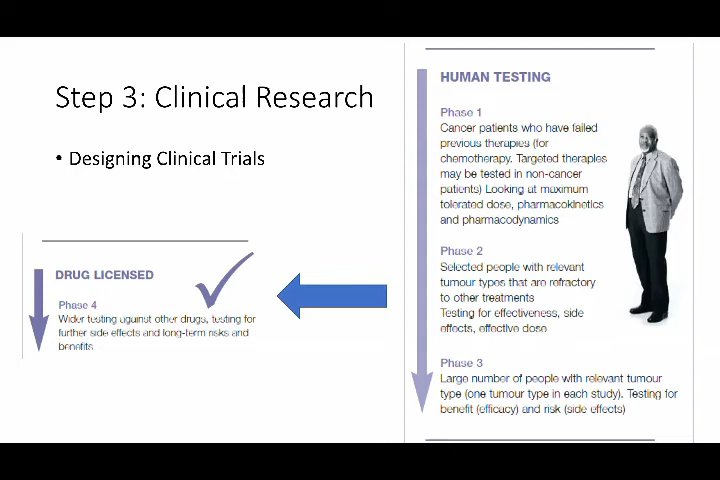 Step 3: Clinical Research
• Designing Clinical Trials
DRUG LICENSED
Phase 4
Wider testing against other drugs, testing for
further side effects and long-term risks and
benefits
HUMAN TESTING
Phase 1
Cancer patients who have failed
previous therapies (for
chemotherapy. Targeted therapies
may be tested in non-cancer
patients) Looking at maximum
tolerated dose, pharmacokinetics
and pharmacodynamics
Phase 2
Selected people with relevant
tumour types that are refractory
to other treatments
Testing for effectiveness, side
effects, effective dose
Phase 3
Large number of people with relevant tumour
type (one tumour type in each study). Testing for
benefit (efficacy) and risk (side effects)